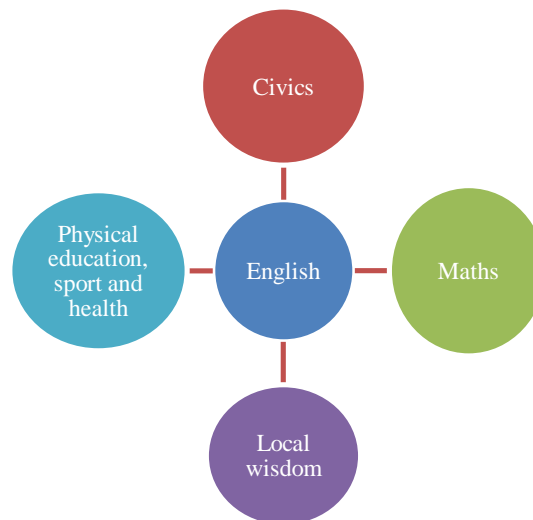 Civics
Physical
education,
sport and
health
English
Maths
Local
wisdom